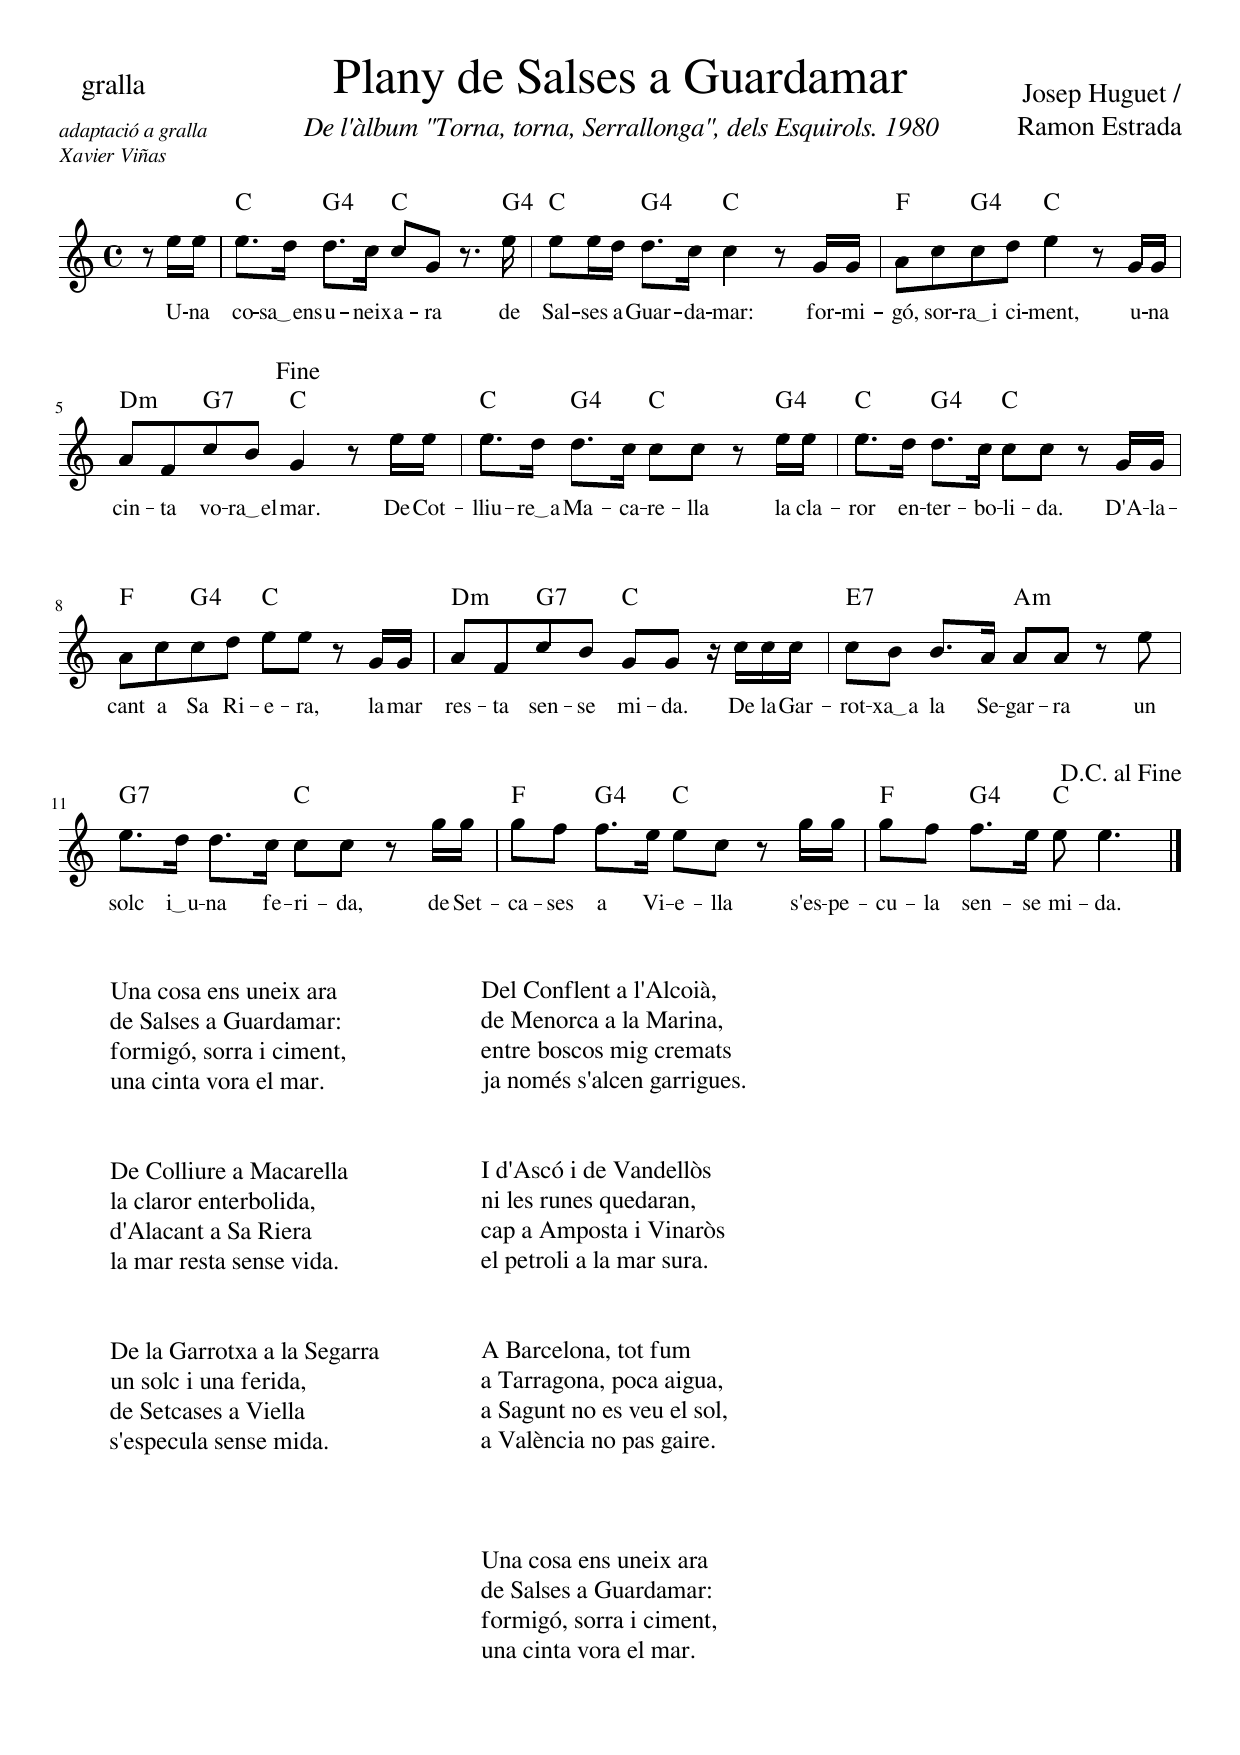 gralla
Plany de Salses a Guardamar
Josep Huguet /
Ramon Estrada
adaptació a gralla
Xavier Viñas
De l'àlbum "Torna, torna, Serrallonga", dels Esquirols. 1980
C G4 C G4 C G4 C F G4 C
U-na co-sa‿ens u-neix a-ra de Sal-ses a Guar-da-mar: for-mi-gó, sor-ra‿i ci-ment, u-na
Fine
5 Dm G7 C C G4 C G4 C G4 C
cin-ta vo-ra‿el mar. De Cot-lliu-re‿a Ma-ca-re-lla la cla-ror en-ter-bo-li-da. D'A-la-
8 F G4 C Dm G7 C E7 Am
cant a Sa Ri-e-ra, la mar res-ta sen-se mi-da. De la Gar-rot-xa‿a la Se-gar-ra un
D.C. al Fine
11 G7 C F G4 C F G4 C
solc i‿u-na fe-ri-da, de Set-ca-ses a Vi-e-lla s'es-pe-cu-la sen-se mi-da.
Una cosa ens uneix ara
de Salses a Guardamar:
formigó, sorra i ciment,
una cinta vora el mar.
De Colliure a Macarella
la claror enterbolida,
d'Alacant a Sa Riera
la mar resta sense vida.
De la Garrotxa a la Segarra
un solc i una ferida,
de Setcases a Viella
s'especula sense mida.
Del Conflent a l'Alcoià,
de Menorca a la Marina,
entre boscos mig cremats
ja només s'alcen garrigues.
I d'Ascó i de Vandellòs
ni les runes quedaran,
cap a Amposta i Vinaròs
el petroli a la mar sura.
A Barcelona, tot fum
a Tarragona, poca aigua,
a Sagunt no es veu el sol,
a València no pas gaire.
Una cosa ens uneix ara
de Salses a Guardamar:
formigó, sorra i ciment,
una cinta vora el mar.